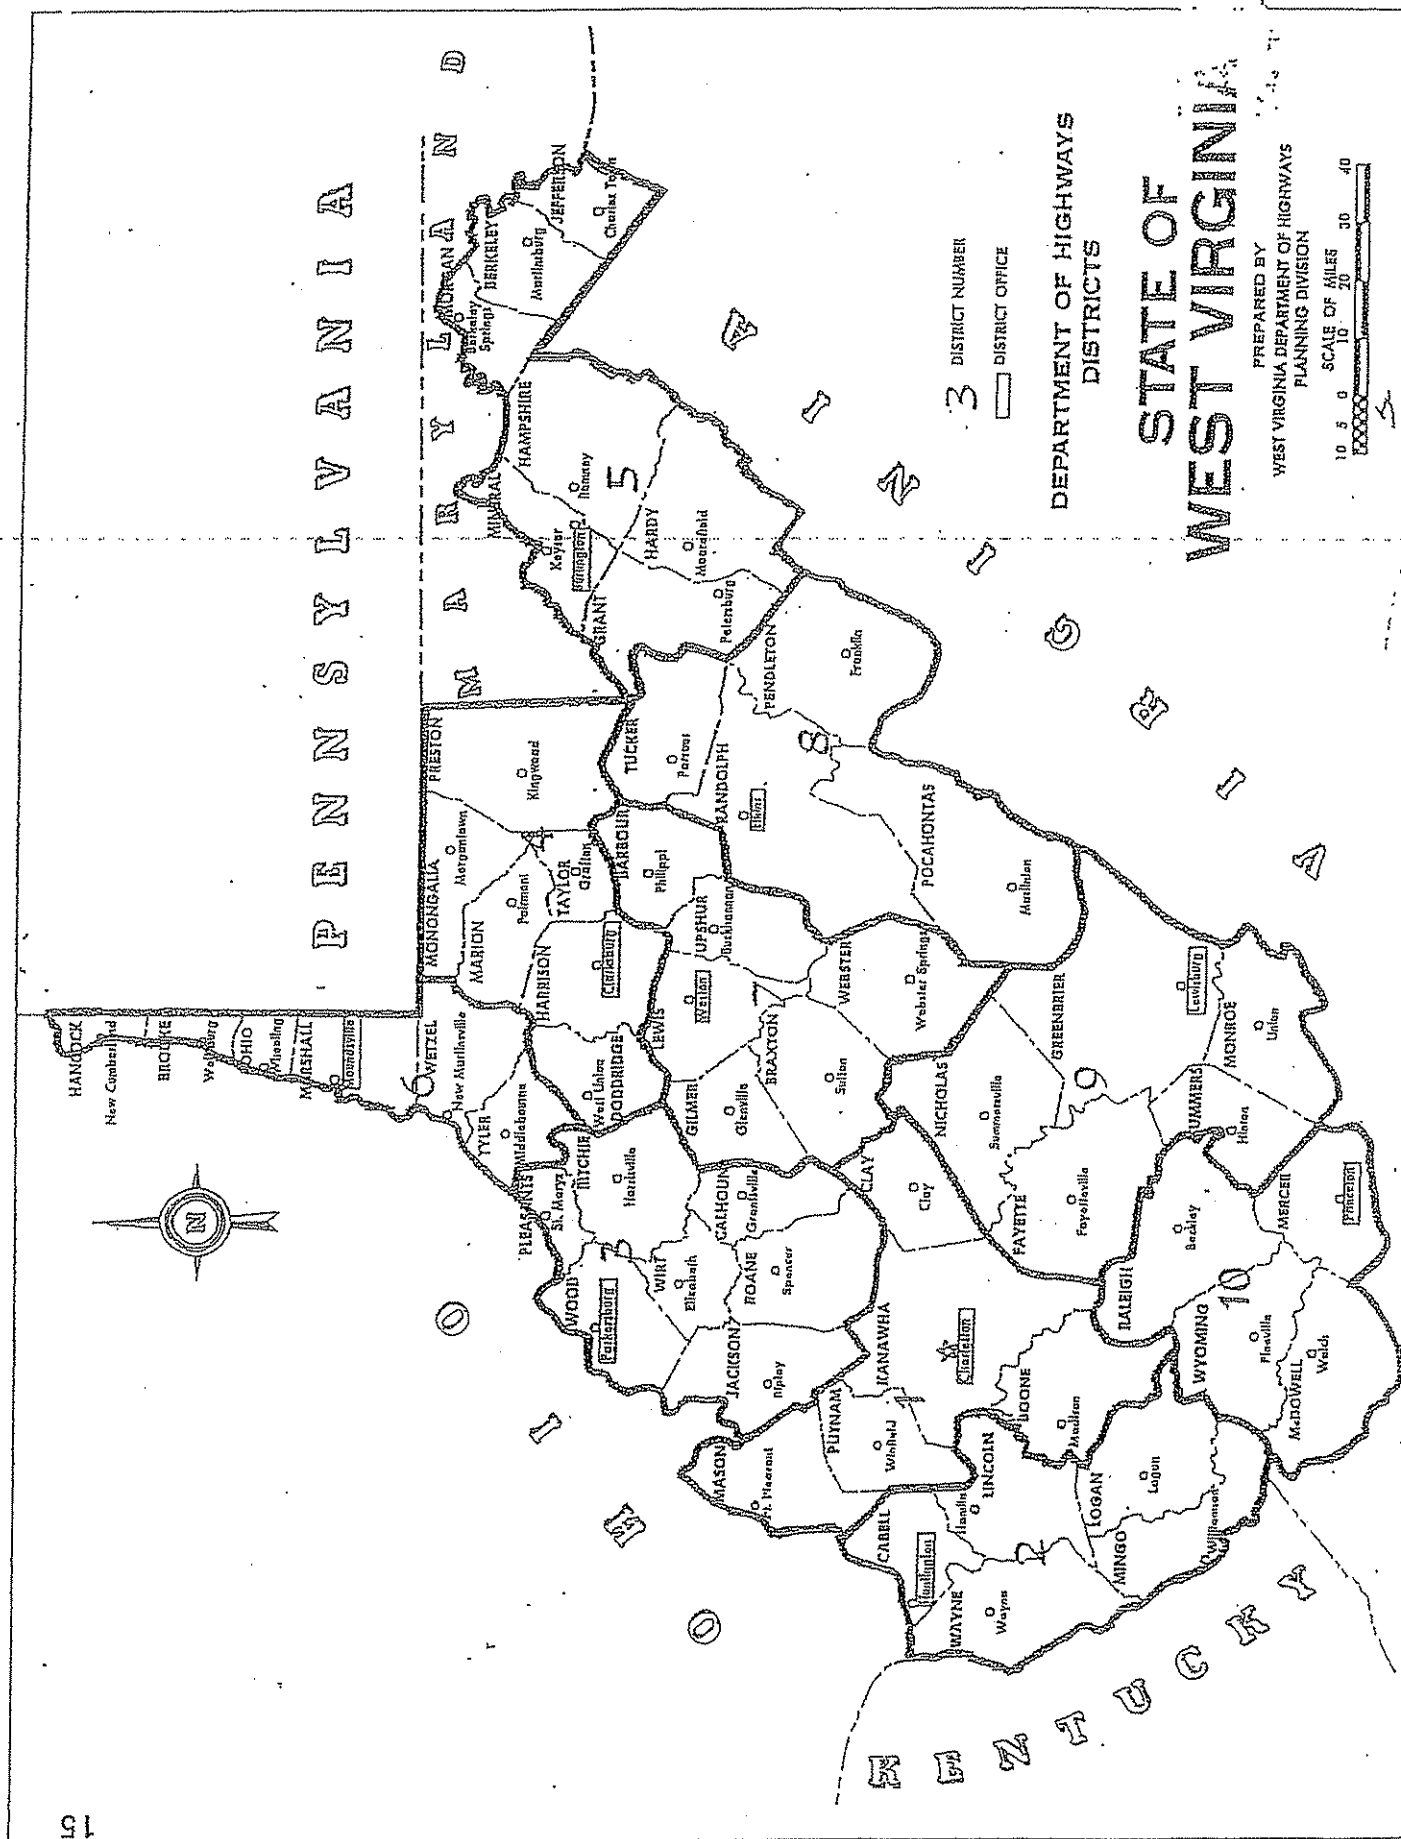 15
PENNSYLVANIA
MARYLAND
VIRGINIA
OHIO
KENTUCKY
N
HANCOCK
New Cumberland
BROOKE
Wellsburg
OHIO
Wheeling
MARSHALL
Moundsville
6
WETZEL
New Martinsville
TYLER
Middlebourne
PLEASANTS
St. Marys
RITCHIE
Harrisville
WOOD
Parkersburg
3
WIRT
Elizabeth
CALHOUN
Grantsville
ROANE
Spencer
JACKSON
Ripley
MASON
Pt. Pleasant
PUTNAM
Winfield
1
KANAWHA
Charleston
CLAY
Clay
BOONE
Madison
CABELL
Huntington
WAYNE
Wayne
LINCOLN
Hamlin
2
LOGAN
Logan
MINGO
Williamson
WYOMING
Pineville
McDOWELL
Welch
10
RALEIGH
Beckley
MERCER
Princeton
SUMMERS
Hinton
MONROE
Union
GREENBRIER
Lewisburg
9
FAYETTE
Fayetteville
NICHOLAS
Summersville
WEBSTER
Webster Springs
BRAXTON
Sutton
7
GILMER
Glenville
LEWIS
Weston
UPSHUR
Buckhannon
BARBOUR
Philippi
DODDRIDGE
West Union
HARRISON
Clarksburg
TAYLOR
Grafton
4
MARION
Fairmont
MONONGALIA
Morgantown
PRESTON
Kingwood
TUCKER
Parsons
RANDOLPH
Elkins
8
POCAHONTAS
Marlinton
PENDLETON
Franklin
GRANT
Petersburg
HARDY
Moorefield
5
MINERAL
Keyser
Burlington
HAMPSHIRE
Romney
MORGAN
Berkeley
Springs
BERKELEY
Martinsburg
JEFFERSON
Charles Town
3 DISTRICT NUMBER
DISTRICT OFFICE
DEPARTMENT OF HIGHWAYS
DISTRICTS
STATE OF
WEST VIRGINIA
PREPARED BY
WEST VIRGINIA DEPARTMENT OF HIGHWAYS
PLANNING DIVISION
SCALE OF MILES
10 5 0 10 20 30 40